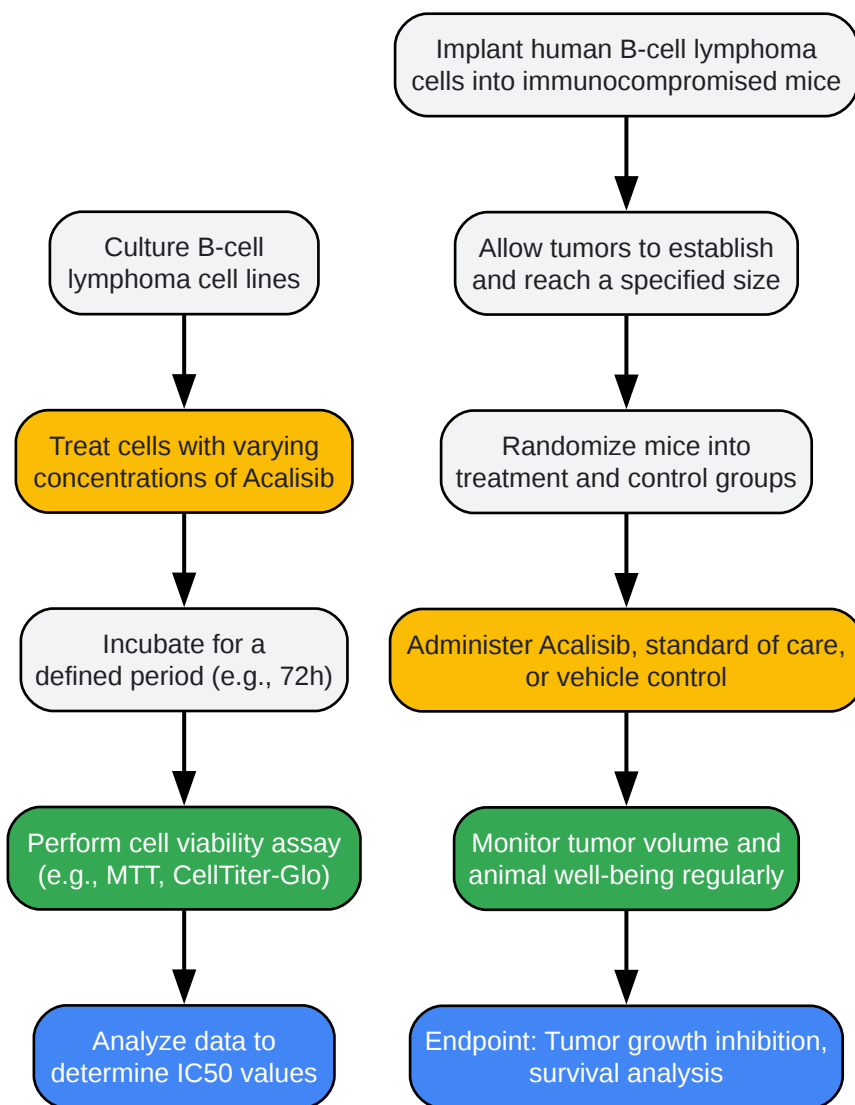 Culture B-cell
lymphoma cell lines
Treat cells with varying
concentrations of Acalisib
Incubate for a
defined period (e.g., 72h)
Perform cell viability assay
(e.g., MTT, CellTiter-Glo)
Analyze data to
determine IC50 values
Implant human B-cell lymphoma
cells into immunocompromised mice
Allow tumors to establish
and reach a specified size
Randomize mice into
treatment and control groups
Administer Acalisib, standard of care,
or vehicle control
Monitor tumor volume and
animal well-being regularly
Endpoint: Tumor growth inhibition,
survival analysis